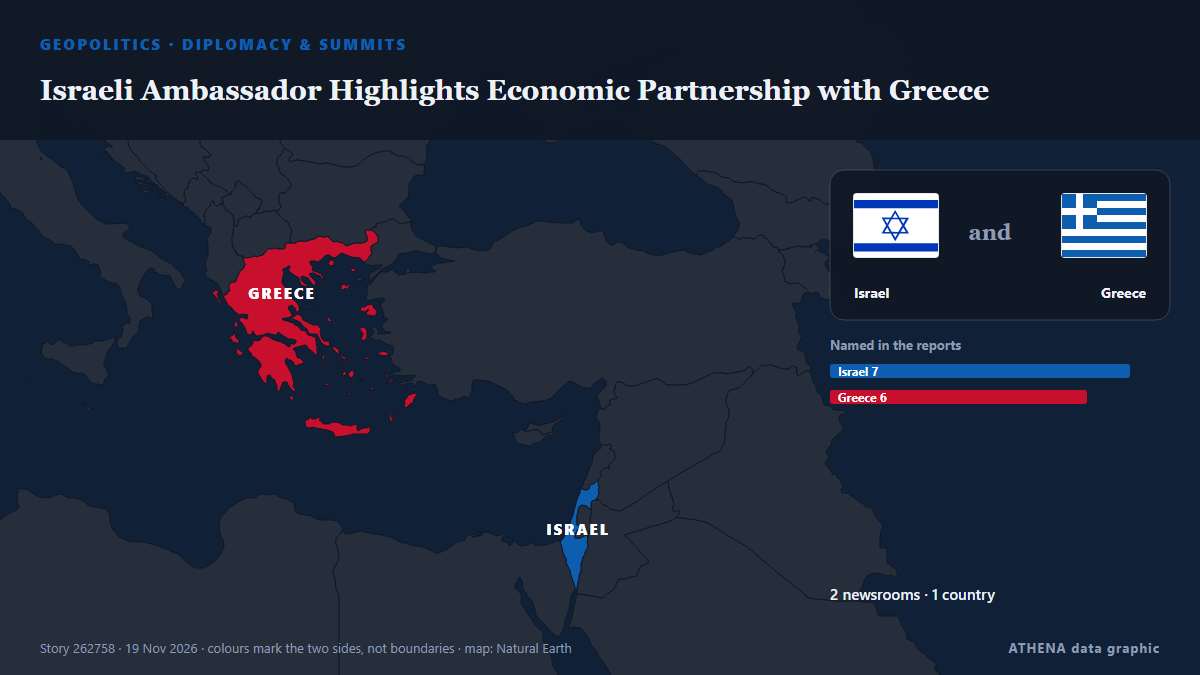 GEOPOLITICS · DIPLOMACY & SUMMITS
Israeli Ambassador Highlights Economic Partnership with Greece
and
Israel
Greece
Named in the reports
Israel 7
Greece 6
GREECE
ISRAEL
2 newsrooms · 1 country
Story 262758 · 19 Nov 2026 · colours mark the two sides, not boundaries · map: Natural Earth
ATHENA data graphic